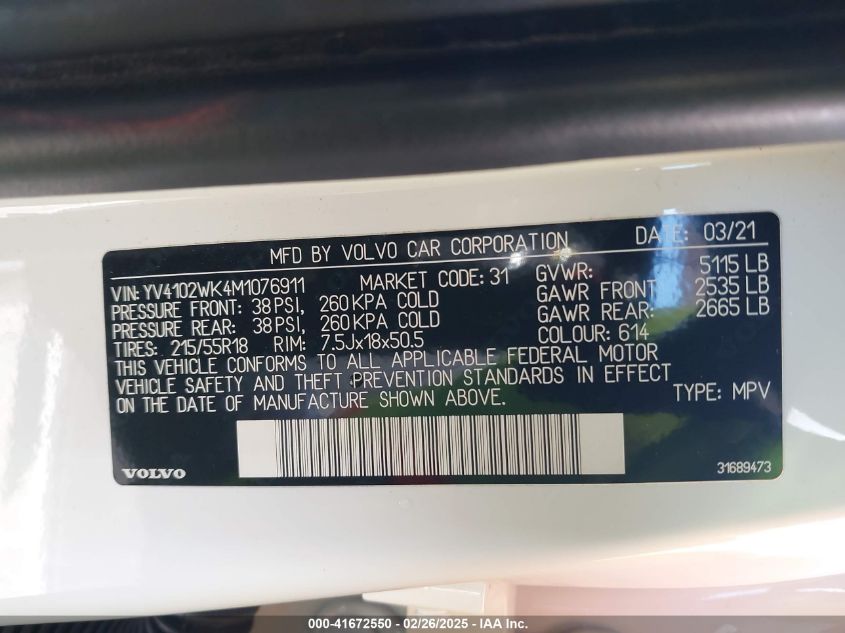 MFD BY VOLVO CAR CORPORATION DATE: 03/21
VIN: YV4102WK4M1076911 MARKET CODE: 31 GVWR: 5115 LB
PRESSURE FRONT: 38 PSI, 260 KPA COLD GAWR FRONT: 2535 LB
PRESSURE REAR: 38 PSI, 260 KPA COLD GAWR REAR: 2665 LB
TIRES: 215/55R18 RIM: 7.5Jx18x50.5 COLOUR: 614
THIS VEHICLE CONFORMS TO ALL APPLICABLE FEDERAL MOTOR
VEHICLE SAFETY AND THEFT PREVENTION STANDARDS IN EFFECT
ON THE DATE OF MANUFACTURE SHOWN ABOVE. TYPE: MPV
VOLVO 31689473
000-41672550 / 02/26/2025 - IAA Inc.